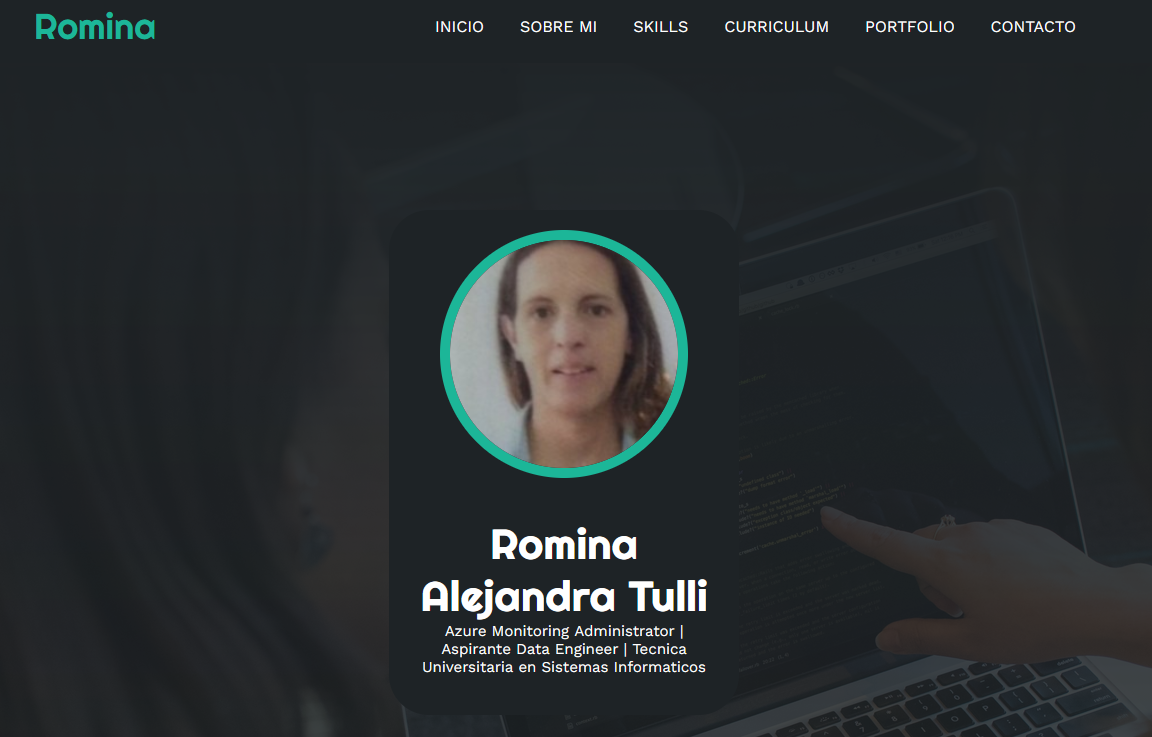 Romina
INICIO SOBRE MI SKILLS CURRICULUM PORTFOLIO CONTACTO
Romina
Alejandra Tulli
Azure Monitoring Administrator |
Aspirante Data Engineer | Tecnica
Universitaria en Sistemas Informaticos